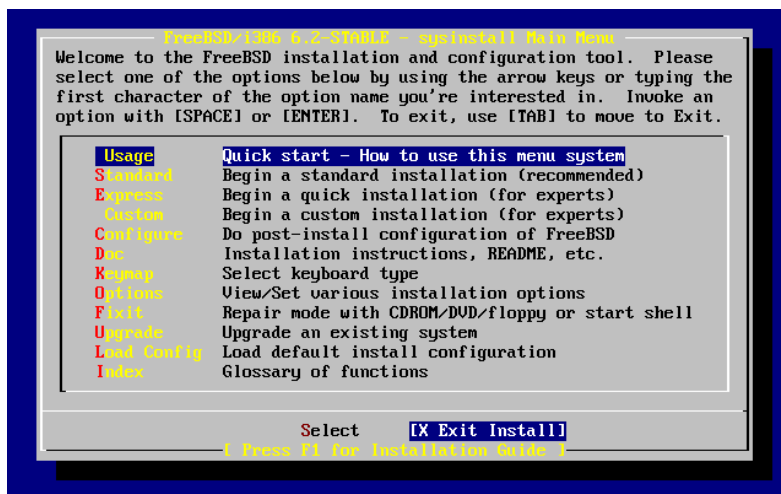 FreeBSD/i386 6.2-STABLE - sysinstall Main Menu
Welcome to the FreeBSD installation and configuration tool.  Please
select one of the options below by using the arrow keys or typing the
first character of the option name you're interested in.  Invoke an
option with [SPACE] or [ENTER].  To exit, use [TAB] to move to Exit.
Usage Quick start - How to use this menu system
Standard Begin a standard installation (recommended)
Express Begin a quick installation (for experts)
Custom Begin a custom installation (for experts)
Configure Do post-install configuration of FreeBSD
Doc Installation instructions, README, etc.
Keymap Select keyboard type
Options View/Set various installation options
Fixit Repair mode with CDROM/DVD/floppy or start shell
Upgrade Upgrade an existing system
Load Config Load default install configuration
Index Glossary of functions
Select [X Exit Install]
[ Press F1 for Installation Guide ]